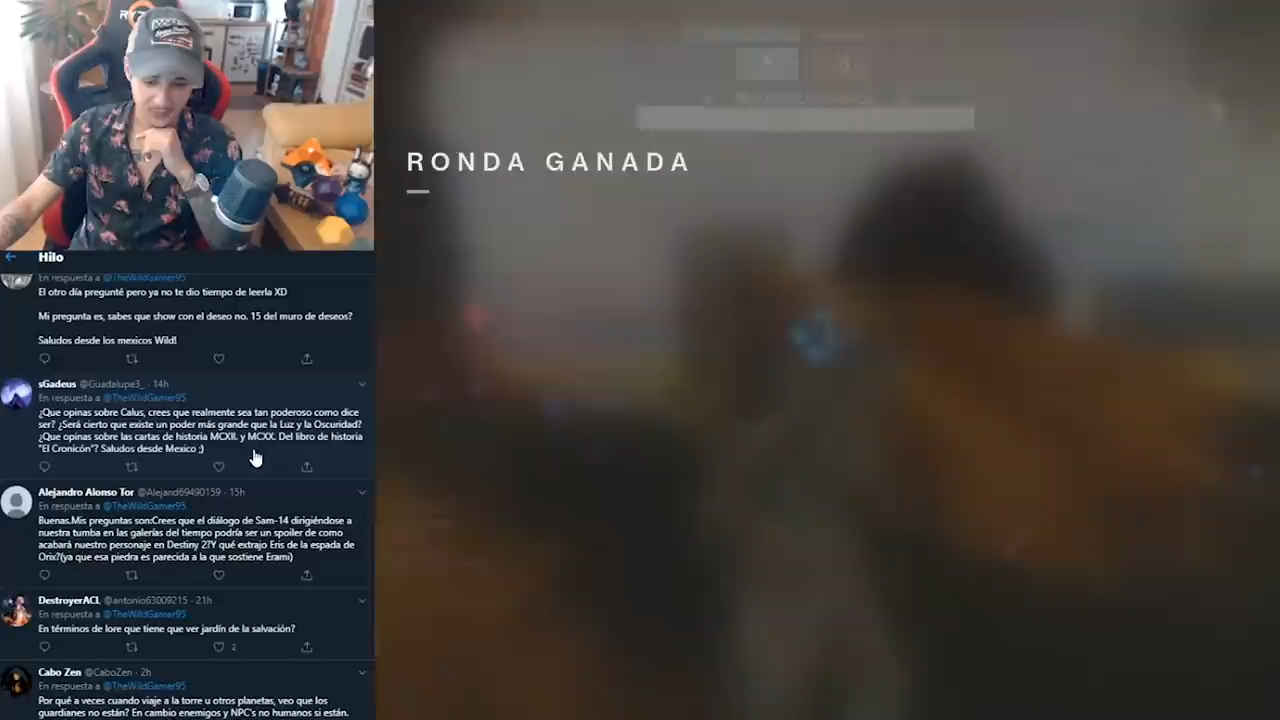 RYZ
RONDA GANADA
Hilo
En respuesta a @TheWildGamer95
El otro día pregunté pero ya no te dio tiempo de leerla XD
Mi pregunta es, sabes que show con el deseo no. 15 del muro de deseos?
Saludos desde los mexicos Wild!
sGadeus @Guadalupe3_ · 14h
En respuesta a @TheWildGamer95
¿Que opinas sobre Calus, crees que realmente sea tan poderoso como dice
ser? ¿Será cierto que existe un poder más grande que la Luz y la Oscuridad?
¿Que opinas sobre las cartas de historia MCXII. y MCXX. Del libro de historia
"El Cronicón"? Saludos desde Mexico ;)
Alejandro Alonso Tor @Alejand69490159 · 15h
En respuesta a @TheWildGamer95
Buenas.Mis preguntas son:Crees que el diálogo de Sam-14 dirigiéndose a
nuestra tumba en las galerías del tiempo podría ser un spoiler de como
acabará nuestro personaje en Destiny 2?Y qué extrajo Eris de la espada de
Orix?(ya que esa piedra es parecida a la que sostiene Erami)
DestroyerACL @antonio63009215 · 21h
En respuesta a @TheWildGamer95
En términos de lore que tiene que ver jardín de la salvación?
2
Cabo Zen @CaboZen · 2h
En respuesta a @TheWildGamer95
Por qué a veces cuando viaje a la torre u otros planetas, veo que los
guardianes no están? En cambio enemigos y NPC's no humanos si están.